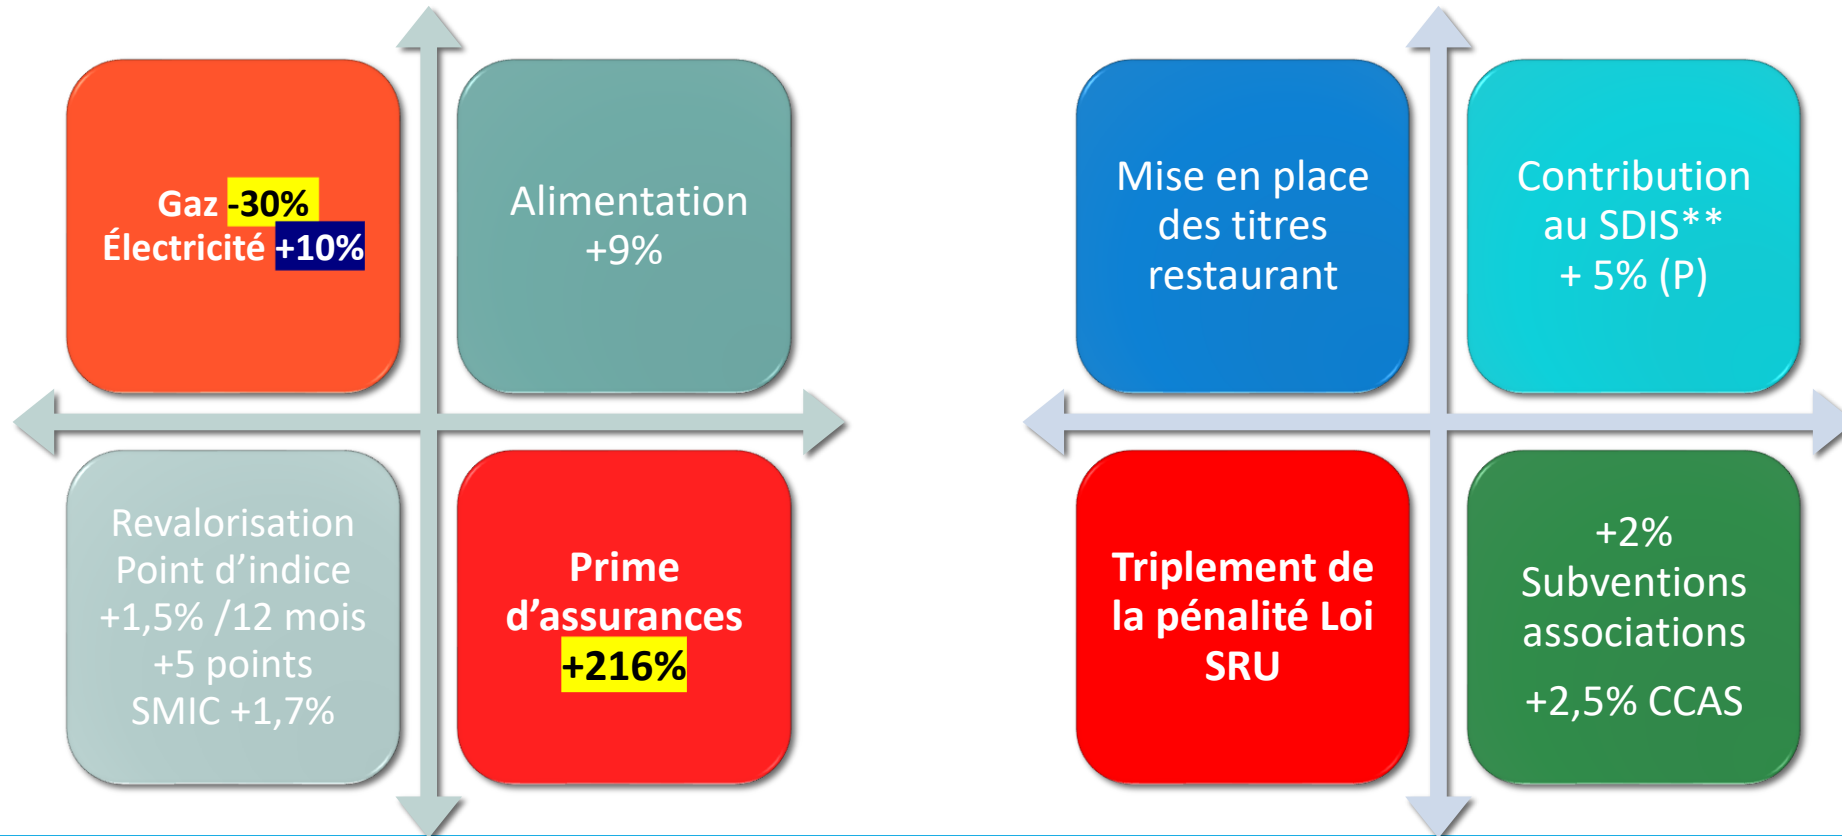 Gaz -30%
Électricité +10%
Alimentation
+9%
Revalorisation
Point d’indice
+1,5% /12 mois
+5 points
SMIC +1,7%
Prime
d’assurances
+216%
Mise en place
des titres
restaurant
Contribution
au SDIS**
+ 5% (P)
Triplement de
la pénalité Loi
SRU
+2%
Subventions
associations
+2,5% CCAS